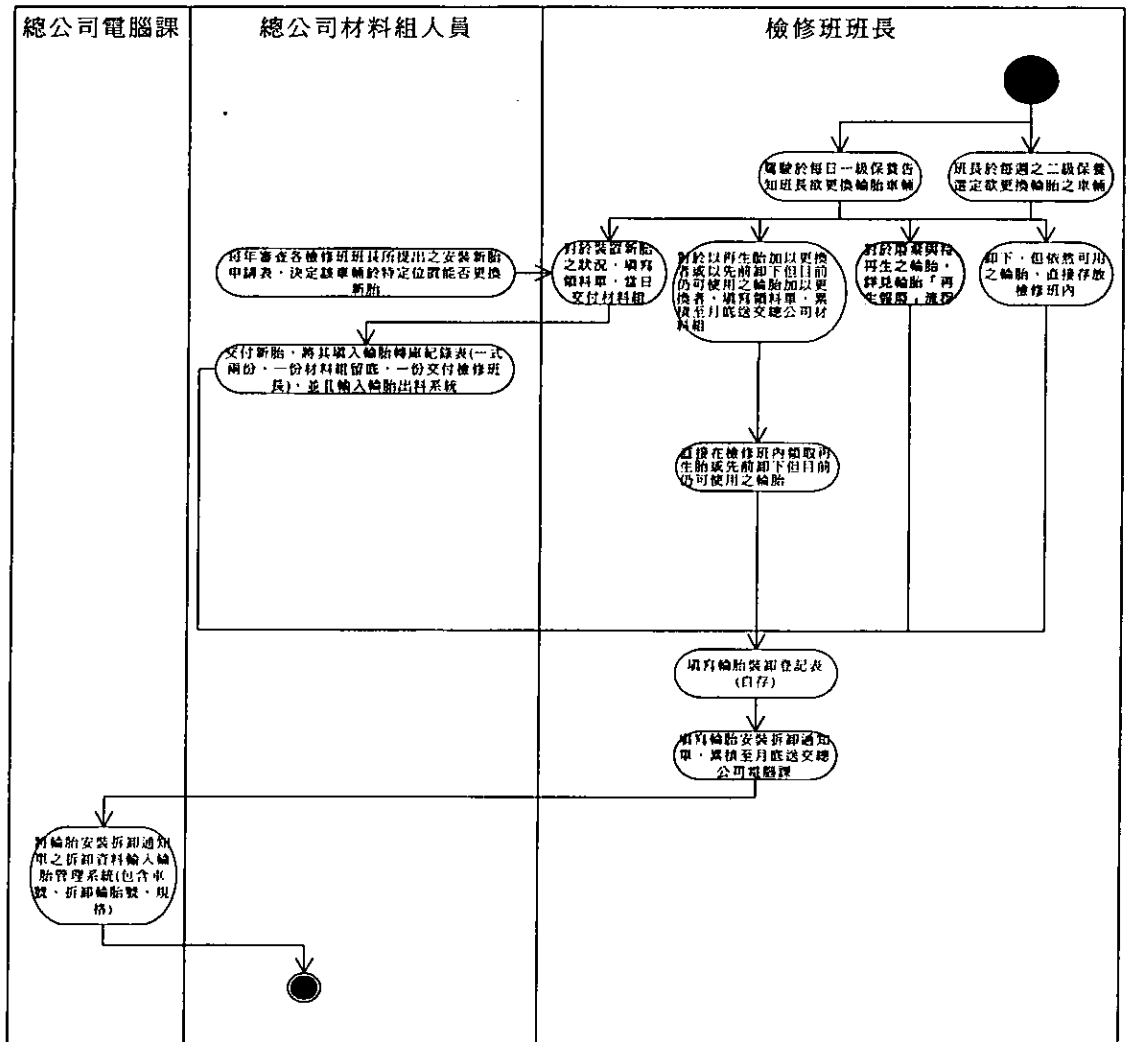 總公司電腦課
總公司材料組人員
檢修班班長
駕駛於每日一級保養告
知班長欲更換輪胎車輛
班長於每週之二級保養
選定欲更換輪胎之車輛
每年審查各檢修班班長所提出之安裝新胎
申請表，決定該車輛於特定位置能否更換
新胎
對於裝置新胎
之狀況，填寫
領料單，當日
交付材料組
對於以再生胎加以更換
者或以先前卸下但目前
仍可使用之輪胎加以更
換者，填寫領料單，累
積至月底送交總公司材
料組
對於廢棄與待
再生之輪胎，
詳見輪胎「再
生報廢」流程
卸下，但依然可用
之輪胎，直接存放
檢修班內
交付新胎，將其填入輪胎轉庫紀錄表(一式
兩份，一份材料組留底，一份交付檢修班
長)，並且輸入輪胎出料系統
直接在檢修班內領取再
生胎或先前卸下但目前
仍可使用之輪胎
填寫輪胎裝卸登記表
(自存)
填寫輪胎安裝拆卸通知
單，累積至月底送交總
公司電腦課
將輪胎安裝拆卸通知
單之拆卸資料輸入輪
胎管理系統(包含車
號、拆卸輪胎號、規
格)